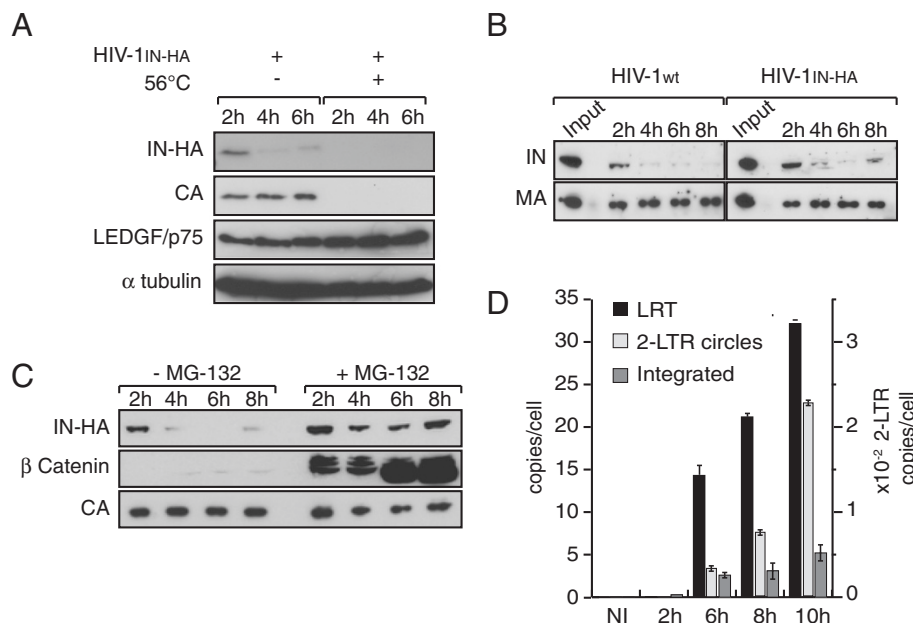 A
HIV-1IN-HA + +
56°C - +
2h 4h 6h 2h 4h 6h
IN-HA
CA
LEDGF/p75
α tubulin
B
HIV-1wt HIV-1IN-HA
Input 2h 4h 6h 8h Input 2h 4h 6h 8h
IN
MA
C
- MG-132 + MG-132
2h 4h 6h 8h 2h 4h 6h 8h
IN-HA
β Catenin
CA
D
LRT
2-LTR circles
Integrated
copies/cell
35
30
25
20
15
10
5
0
NI 2h 6h 8h 10h
3
2
1
0
x10-2 2-LTR
copies/cell